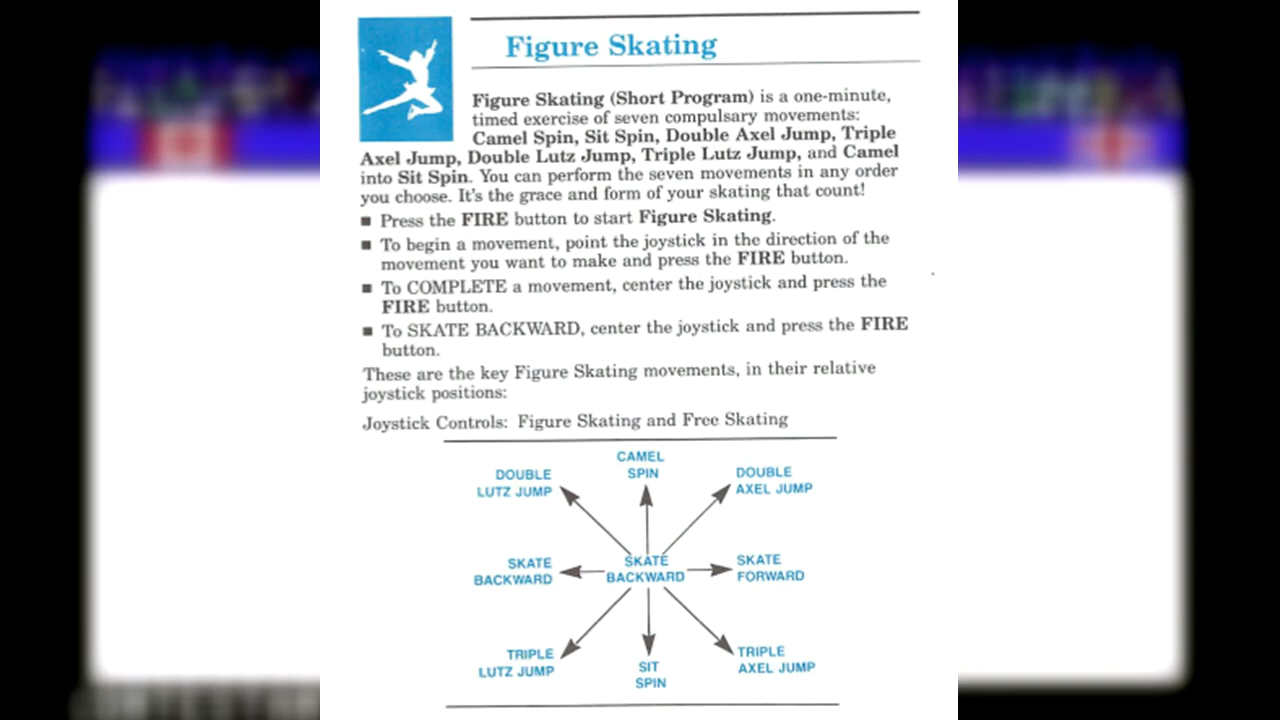 Figure Skating
Figure Skating (Short Program) is a one-minute,
timed exercise of seven compulsary movements:
Camel Spin, Sit Spin, Double Axel Jump, Triple
Axel Jump, Double Lutz Jump, Triple Lutz Jump, and Camel
into Sit Spin. You can perform the seven movements in any order
you choose. It's the grace and form of your skating that count!
■ Press the FIRE button to start Figure Skating.
■ To begin a movement, point the joystick in the direction of the
movement you want to make and press the FIRE button.
■ To COMPLETE a movement, center the joystick and press the
FIRE button.
■ To SKATE BACKWARD, center the joystick and press the FIRE
button.
These are the key Figure Skating movements, in their relative
joystick positions:
Joystick Controls: Figure Skating and Free Skating
CAMEL
SPIN
DOUBLE
LUTZ JUMP
DOUBLE
AXEL JUMP
SKATE
BACKWARD
SKATE
BACKWARD
SKATE
FORWARD
TRIPLE
LUTZ JUMP
SIT
SPIN
TRIPLE
AXEL JUMP